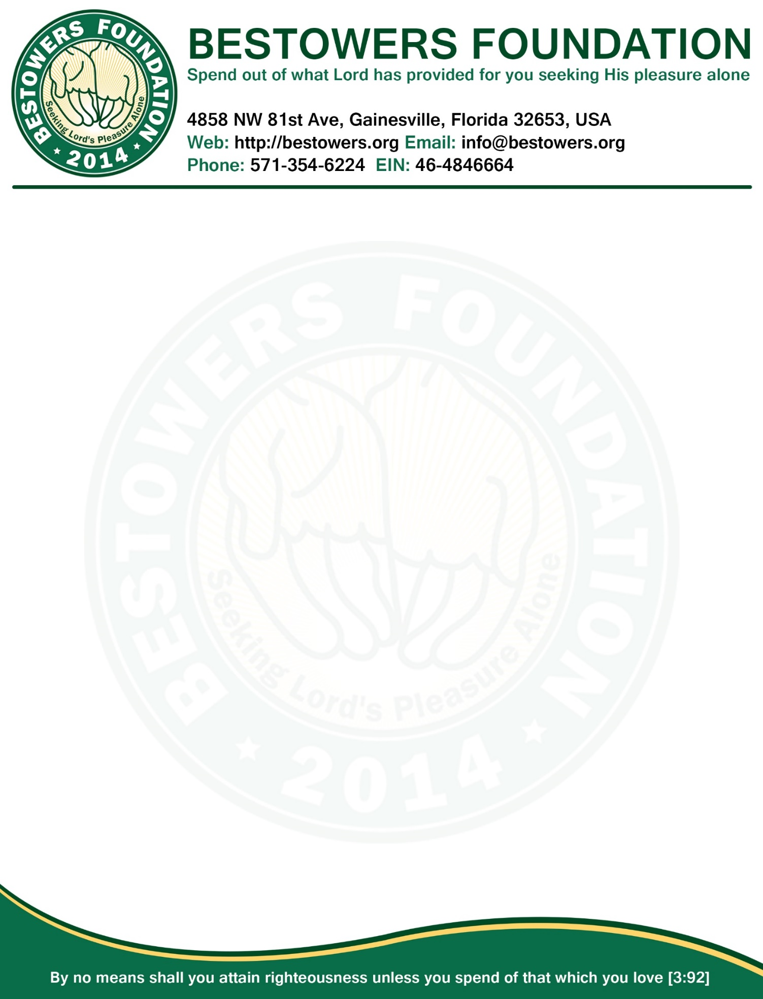 BESTOWERS FOUNDATION
Seeking Lord's Pleasure Alone
★ 2014 ★
BESTOWERS FOUNDATION
Spend out of what Lord has provided for you seeking His pleasure alone
4858 NW 81st Ave, Gainesville, Florida 32653, USA
Web: http://bestowers.org Email: info@bestowers.org
Phone: 571-354-6224 EIN: 46-4846664
BESTOWERS FOUNDATION
Seeking Lord's Pleasure Alone
★ 2014 ★
By no means shall you attain righteousness unless you spend of that which you love [3:92]